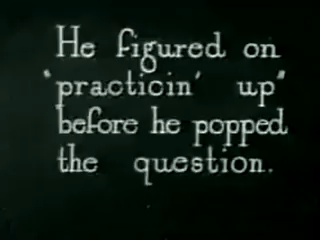 He figured on
"practicin' up"
before he popped
the question.